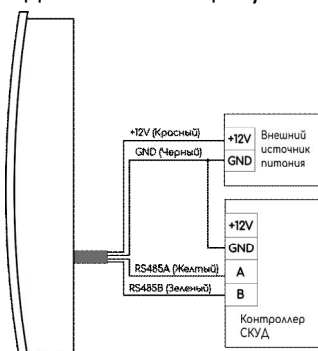 +12V (Красный)
GND (Черный)
+12V
GND
Внешний
источник
питания
+12V
GND
A
B
RS485A (Желтый)
RS485B (Зеленый)
Контроллер
СКУД